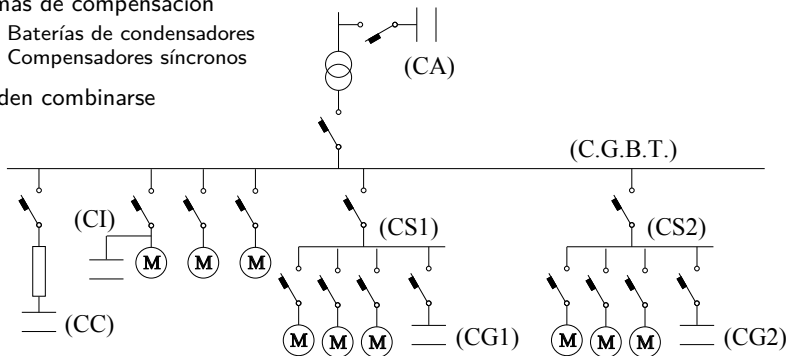 mas de compensación
Baterías de condensadores
Compensadores síncronos
den combinarse
(CA)
(C.G.B.T.)
(CI)
(CS1)
(CS2)
M M M
(CC)
M M M
(CG1)
M M M
(CG2)